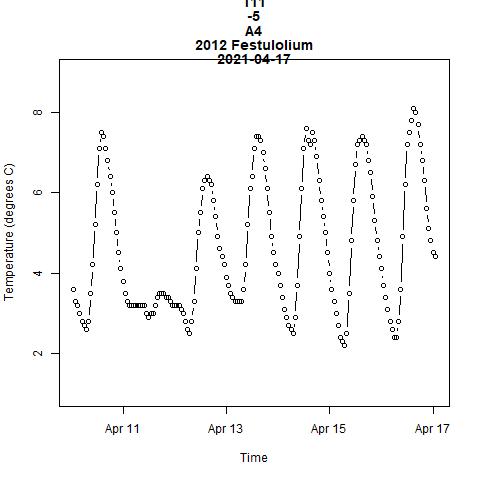 -5
A4
2012 Festulolium
2021-04-17
Temperature (degrees C)
8
6
4
2
Apr 11
Apr 13
Apr 15
Apr 17
Time